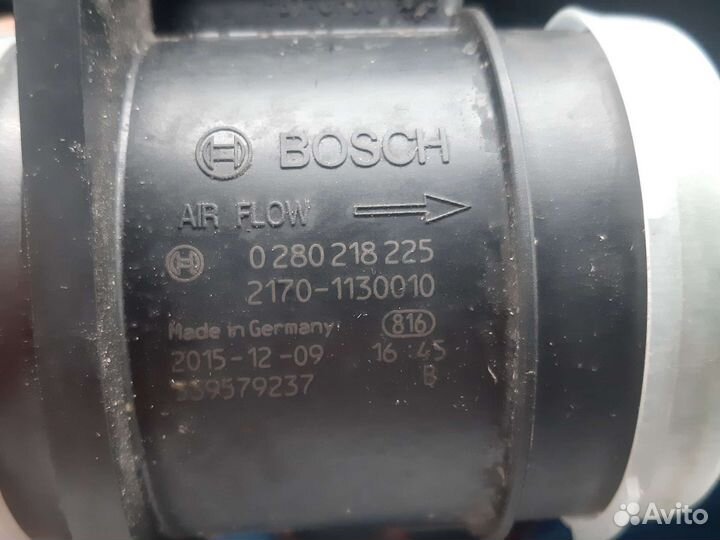 BOSCH
AIR FLOW
0 280 218 225
2170-1130010
Made in Germany 816
2015-12-09 16 45
339579237 B
Avito